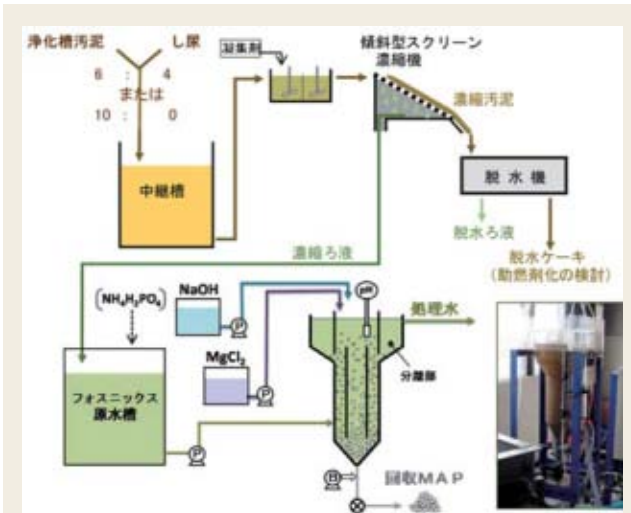 浄化槽汚泥 し尿
6 : 4
または
10 : 0
凝集剤
傾斜型スクリーン
濃縮機
濃縮汚泥
中継槽
脱水機
脱水ろ液
脱水ケーキ
(助燃剤化の検討)
濃縮ろ液
(NH₄H₂PO₄)
NaOH
P
pH
処理水
MgCl₂
P
分離部
フォスニックス
原水槽
P
B
回収MAP